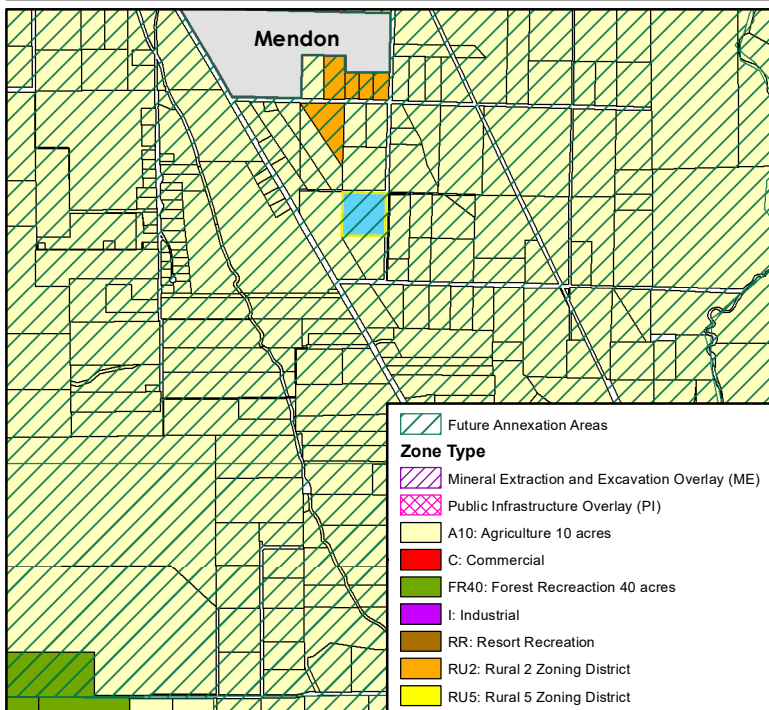 Mendon
Future Annexation Areas
Zone Type
Mineral Extraction and Excavation Overlay (ME)
Public Infrastructure Overlay (PI)
A10: Agriculture 10 acres
C: Commercial
FR40: Forest Recreaction 40 acres
I: Industrial
RR: Resort Recreation
RU2: Rural 2 Zoning District
RU5: Rural 5 Zoning District